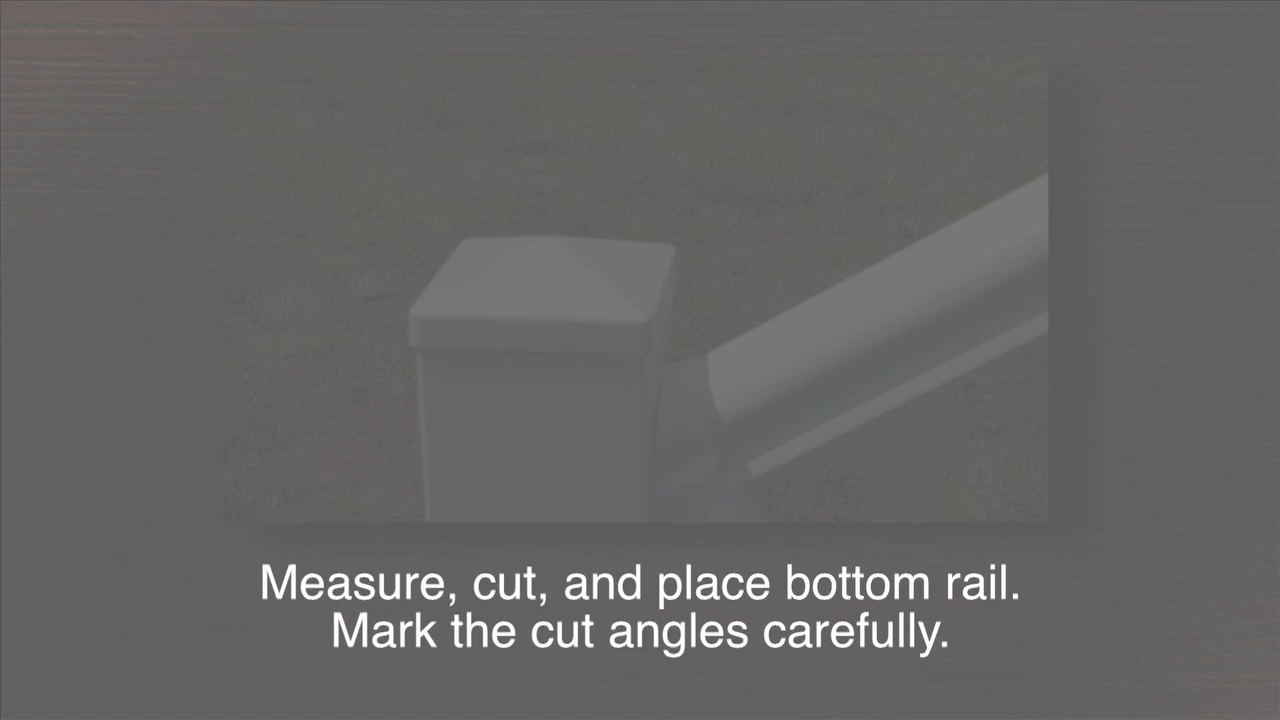 Measure, cut, and place bottom rail.
Mark the cut angles carefully.